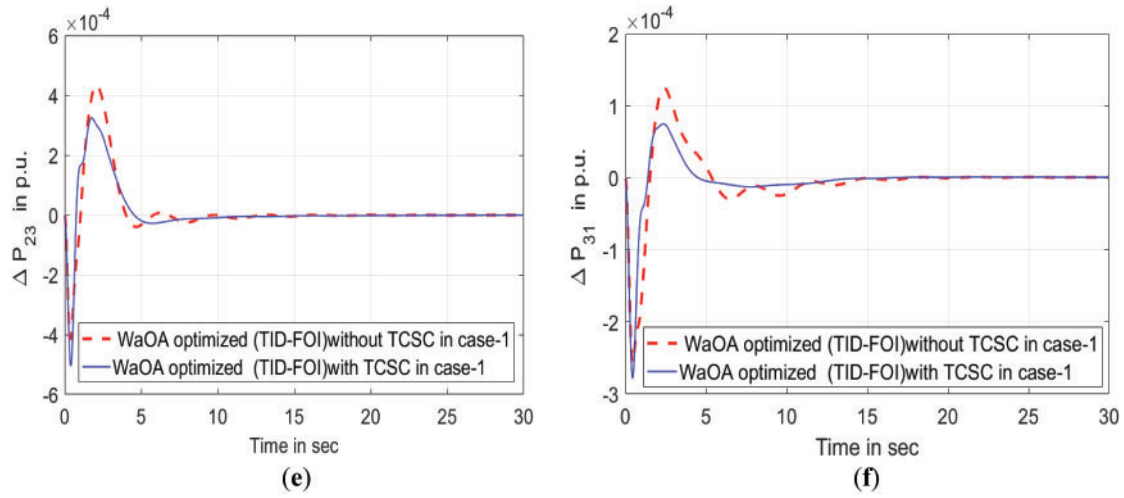 ×10⁻⁴
6
4
2
0
-2
-4
-6
Δ P₂₃ in p.u.
WaOA optimized (TID-FOI)without TCSC in case-1
WaOA optimized (TID-FOI)with TCSC in case-1
0 5 10 15 20 25 30
Time in sec
(e)
×10⁻⁴
2
1
0
-1
-2
-3
Δ P₃₁ in p.u.
WaOA optimized (TID-FOI)without TCSC in case-1
WaOA optimized (TID-FOI)with TCSC in case-1
0 5 10 15 20 25 30
Time in sec
(f)